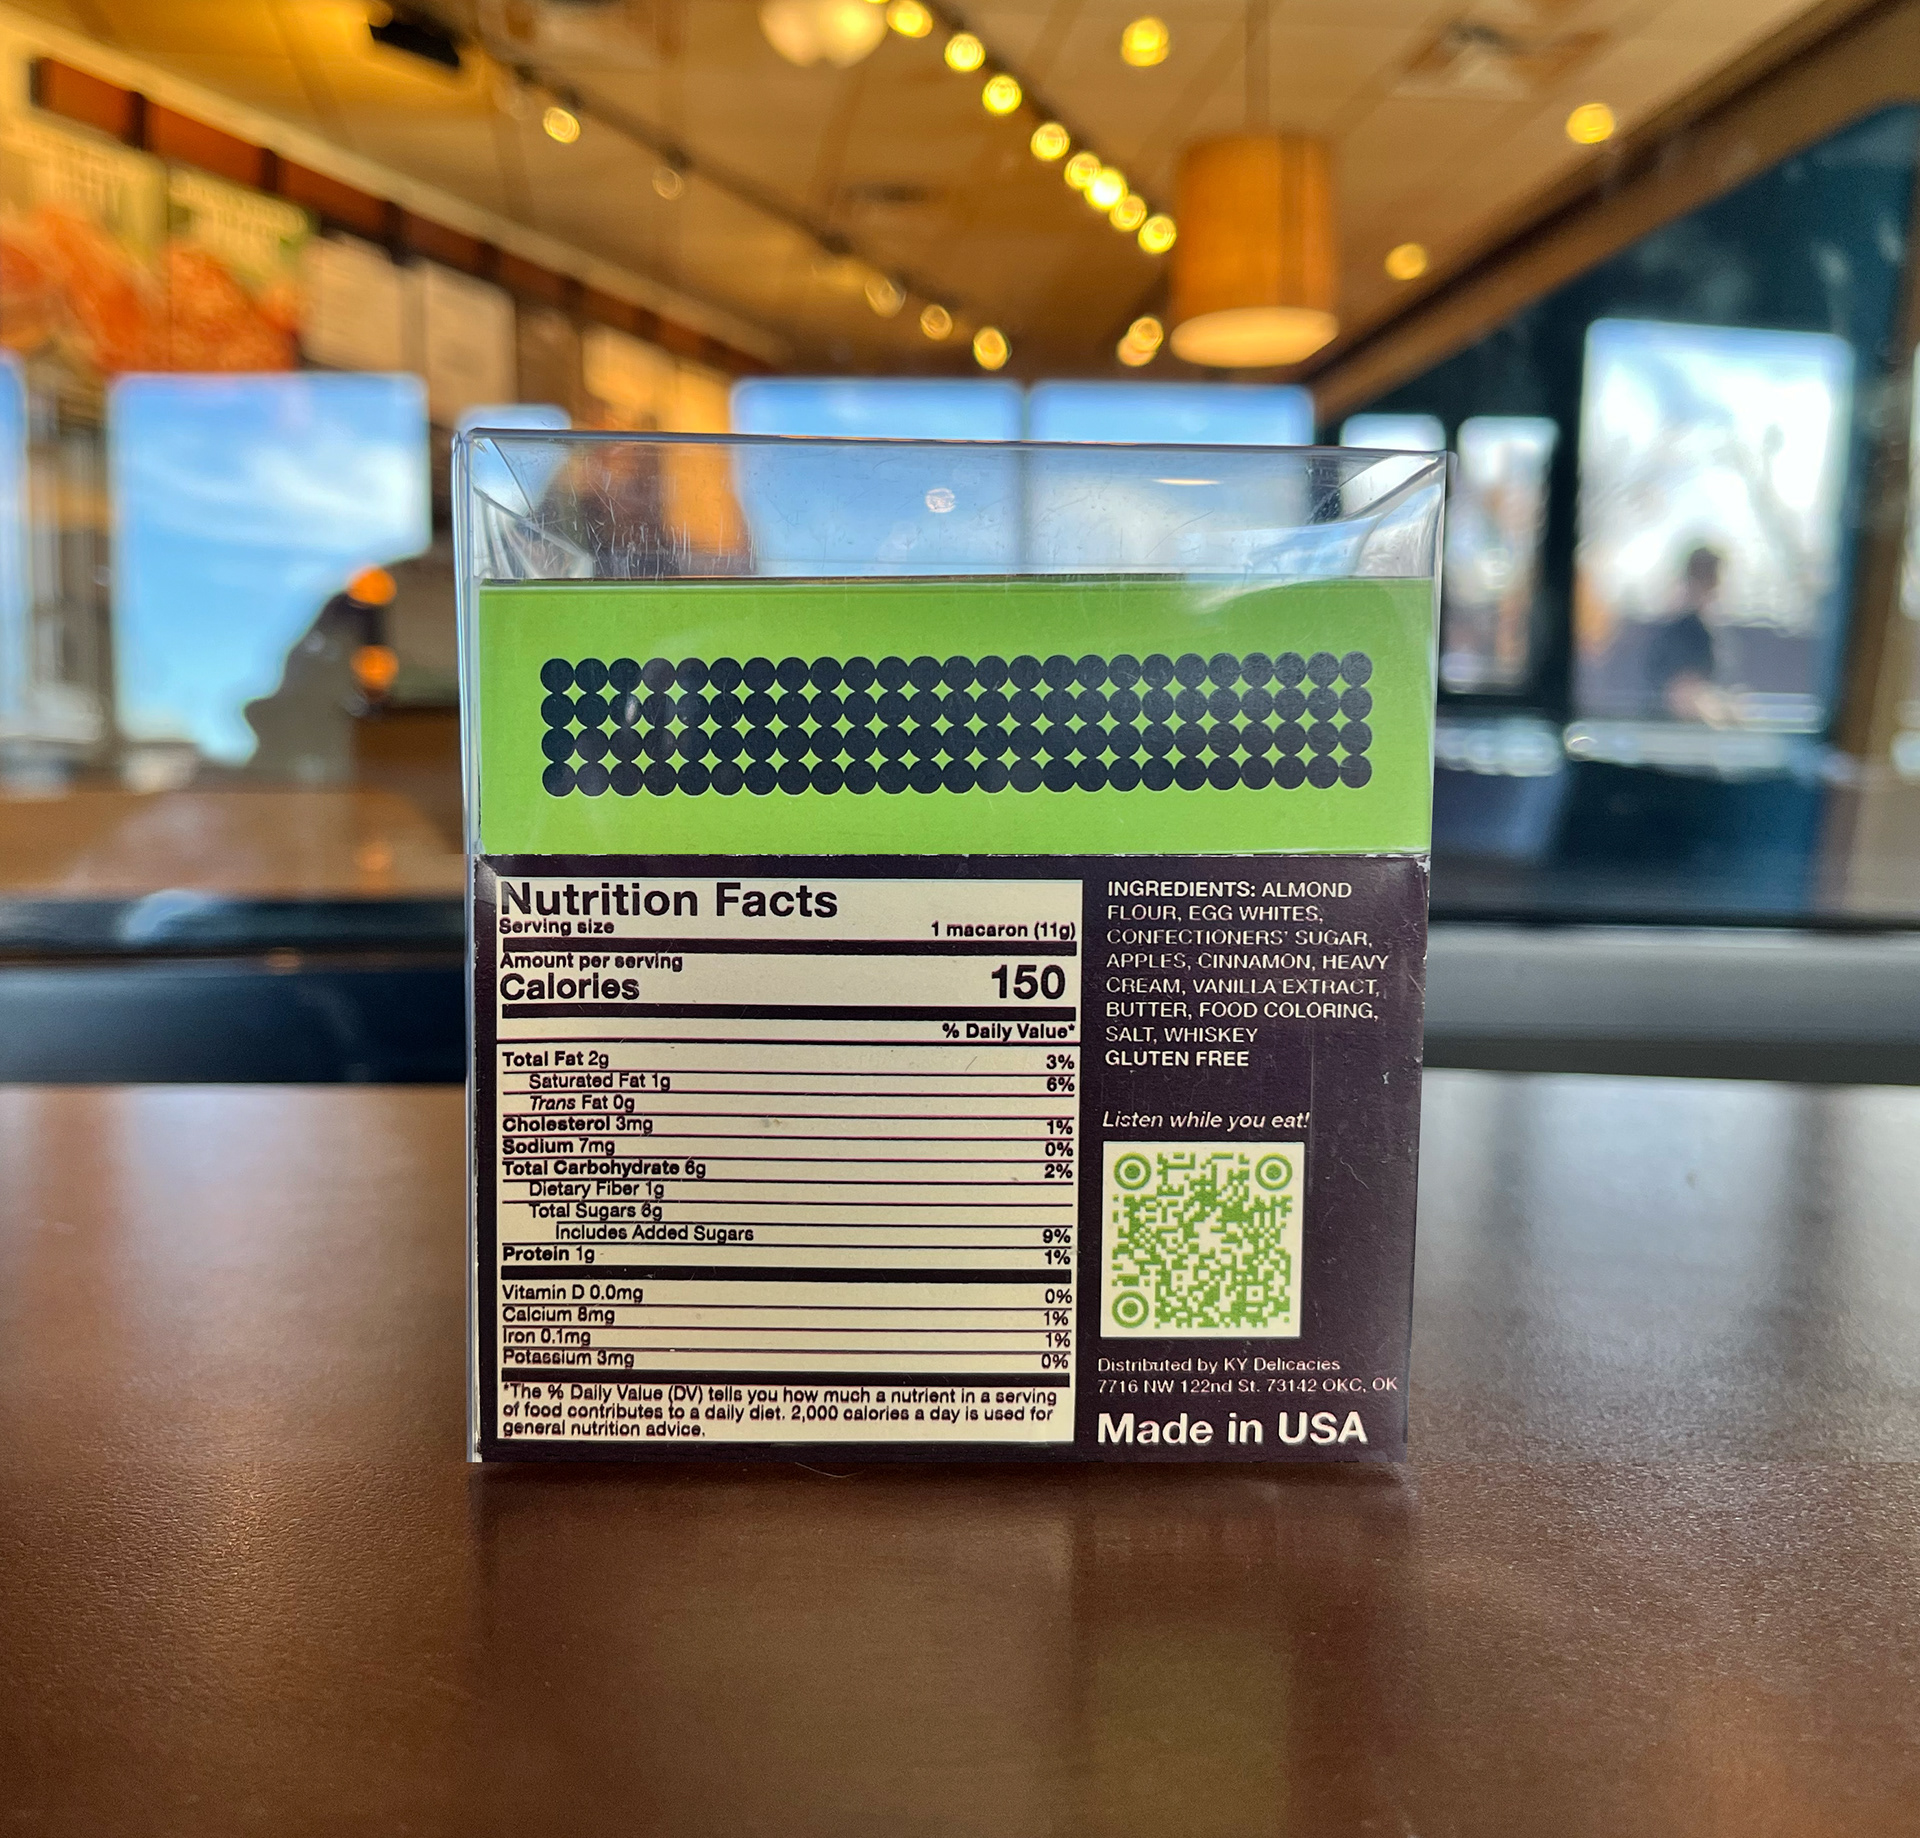 Nutrition Facts
Serving size 1 macaron (11g)
Amount per serving
Calories 150
% Daily Value*
Total Fat 2g 3%
Saturated Fat 1g 6%
Trans Fat 0g
Cholesterol 3mg 1%
Sodium 7mg 0%
Total Carbohydrate 6g 2%
Dietary Fiber 1g
Total Sugars 6g
Includes Added Sugars 9%
Protein 1g 1%
Vitamin D 0.0mg 0%
Calcium 8mg 1%
Iron 0.1mg 1%
Potassium 3mg 0%
*The % Daily Value (DV) tells you how much a nutrient in a serving
of food contributes to a daily diet. 2,000 calories a day is used for
general nutrition advice.
INGREDIENTS: ALMOND
FLOUR, EGG WHITES,
CONFECTIONERS' SUGAR,
APPLES, CINNAMON, HEAVY
CREAM, VANILLA EXTRACT,
BUTTER, FOOD COLORING,
SALT, WHISKEY
GLUTEN FREE
Listen while you eat!
Distributed by KY Delicacies
7716 NW 122nd St. 73142 OKC, OK
Made in USA